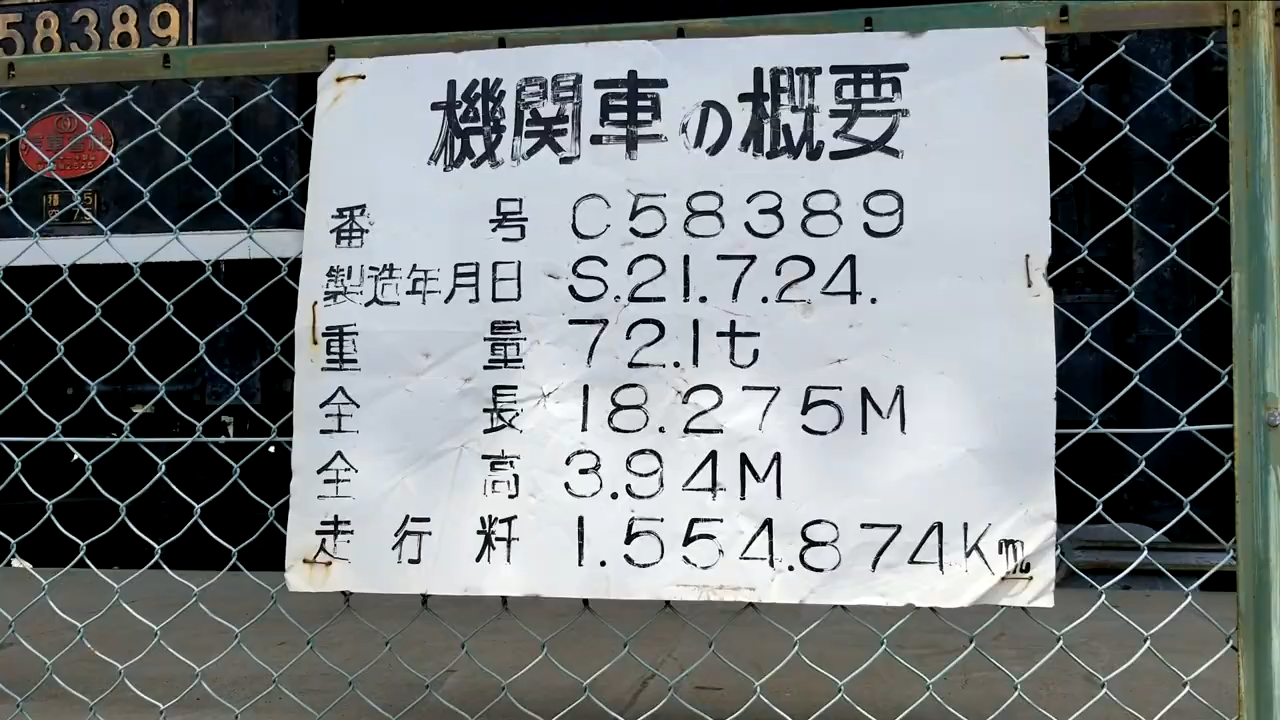 58389
機関車の概要
番号 C58389
製造年月日 S.21.7.24.
重量 72.1t
全長 18.275M
全高 3.94M
走行粁 1.554.874Km